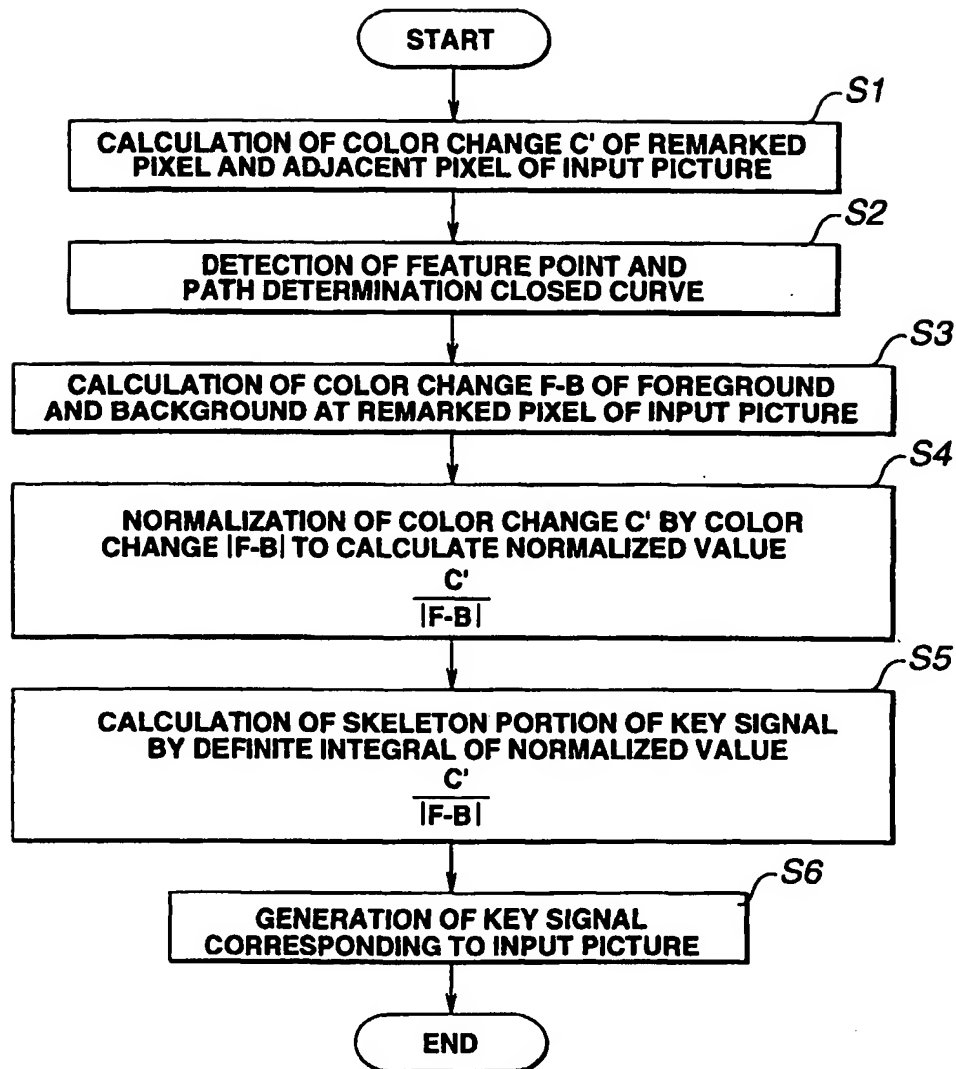 START
S1
CALCULATION OF COLOR CHANGE C' OF REMARKED
PIXEL AND ADJACENT PIXEL OF INPUT PICTURE
S2
DETECTION OF FEATURE POINT AND
PATH DETERMINATION CLOSED CURVE
S3
CALCULATION OF COLOR CHANGE F-B OF FOREGROUND
AND BACKGROUND AT REMARKED PIXEL OF INPUT PICTURE
S4
NORMALIZATION OF COLOR CHANGE C' BY COLOR
CHANGE |F-B| TO CALCULATE NORMALIZED VALUE
C'
|F-B|
S5
CALCULATION OF SKELETON PORTION OF KEY SIGNAL
BY DEFINITE INTEGRAL OF NORMALIZED VALUE
C'
|F-B|
S6
GENERATION OF KEY SIGNAL
CORRESPONDING TO INPUT PICTURE
END